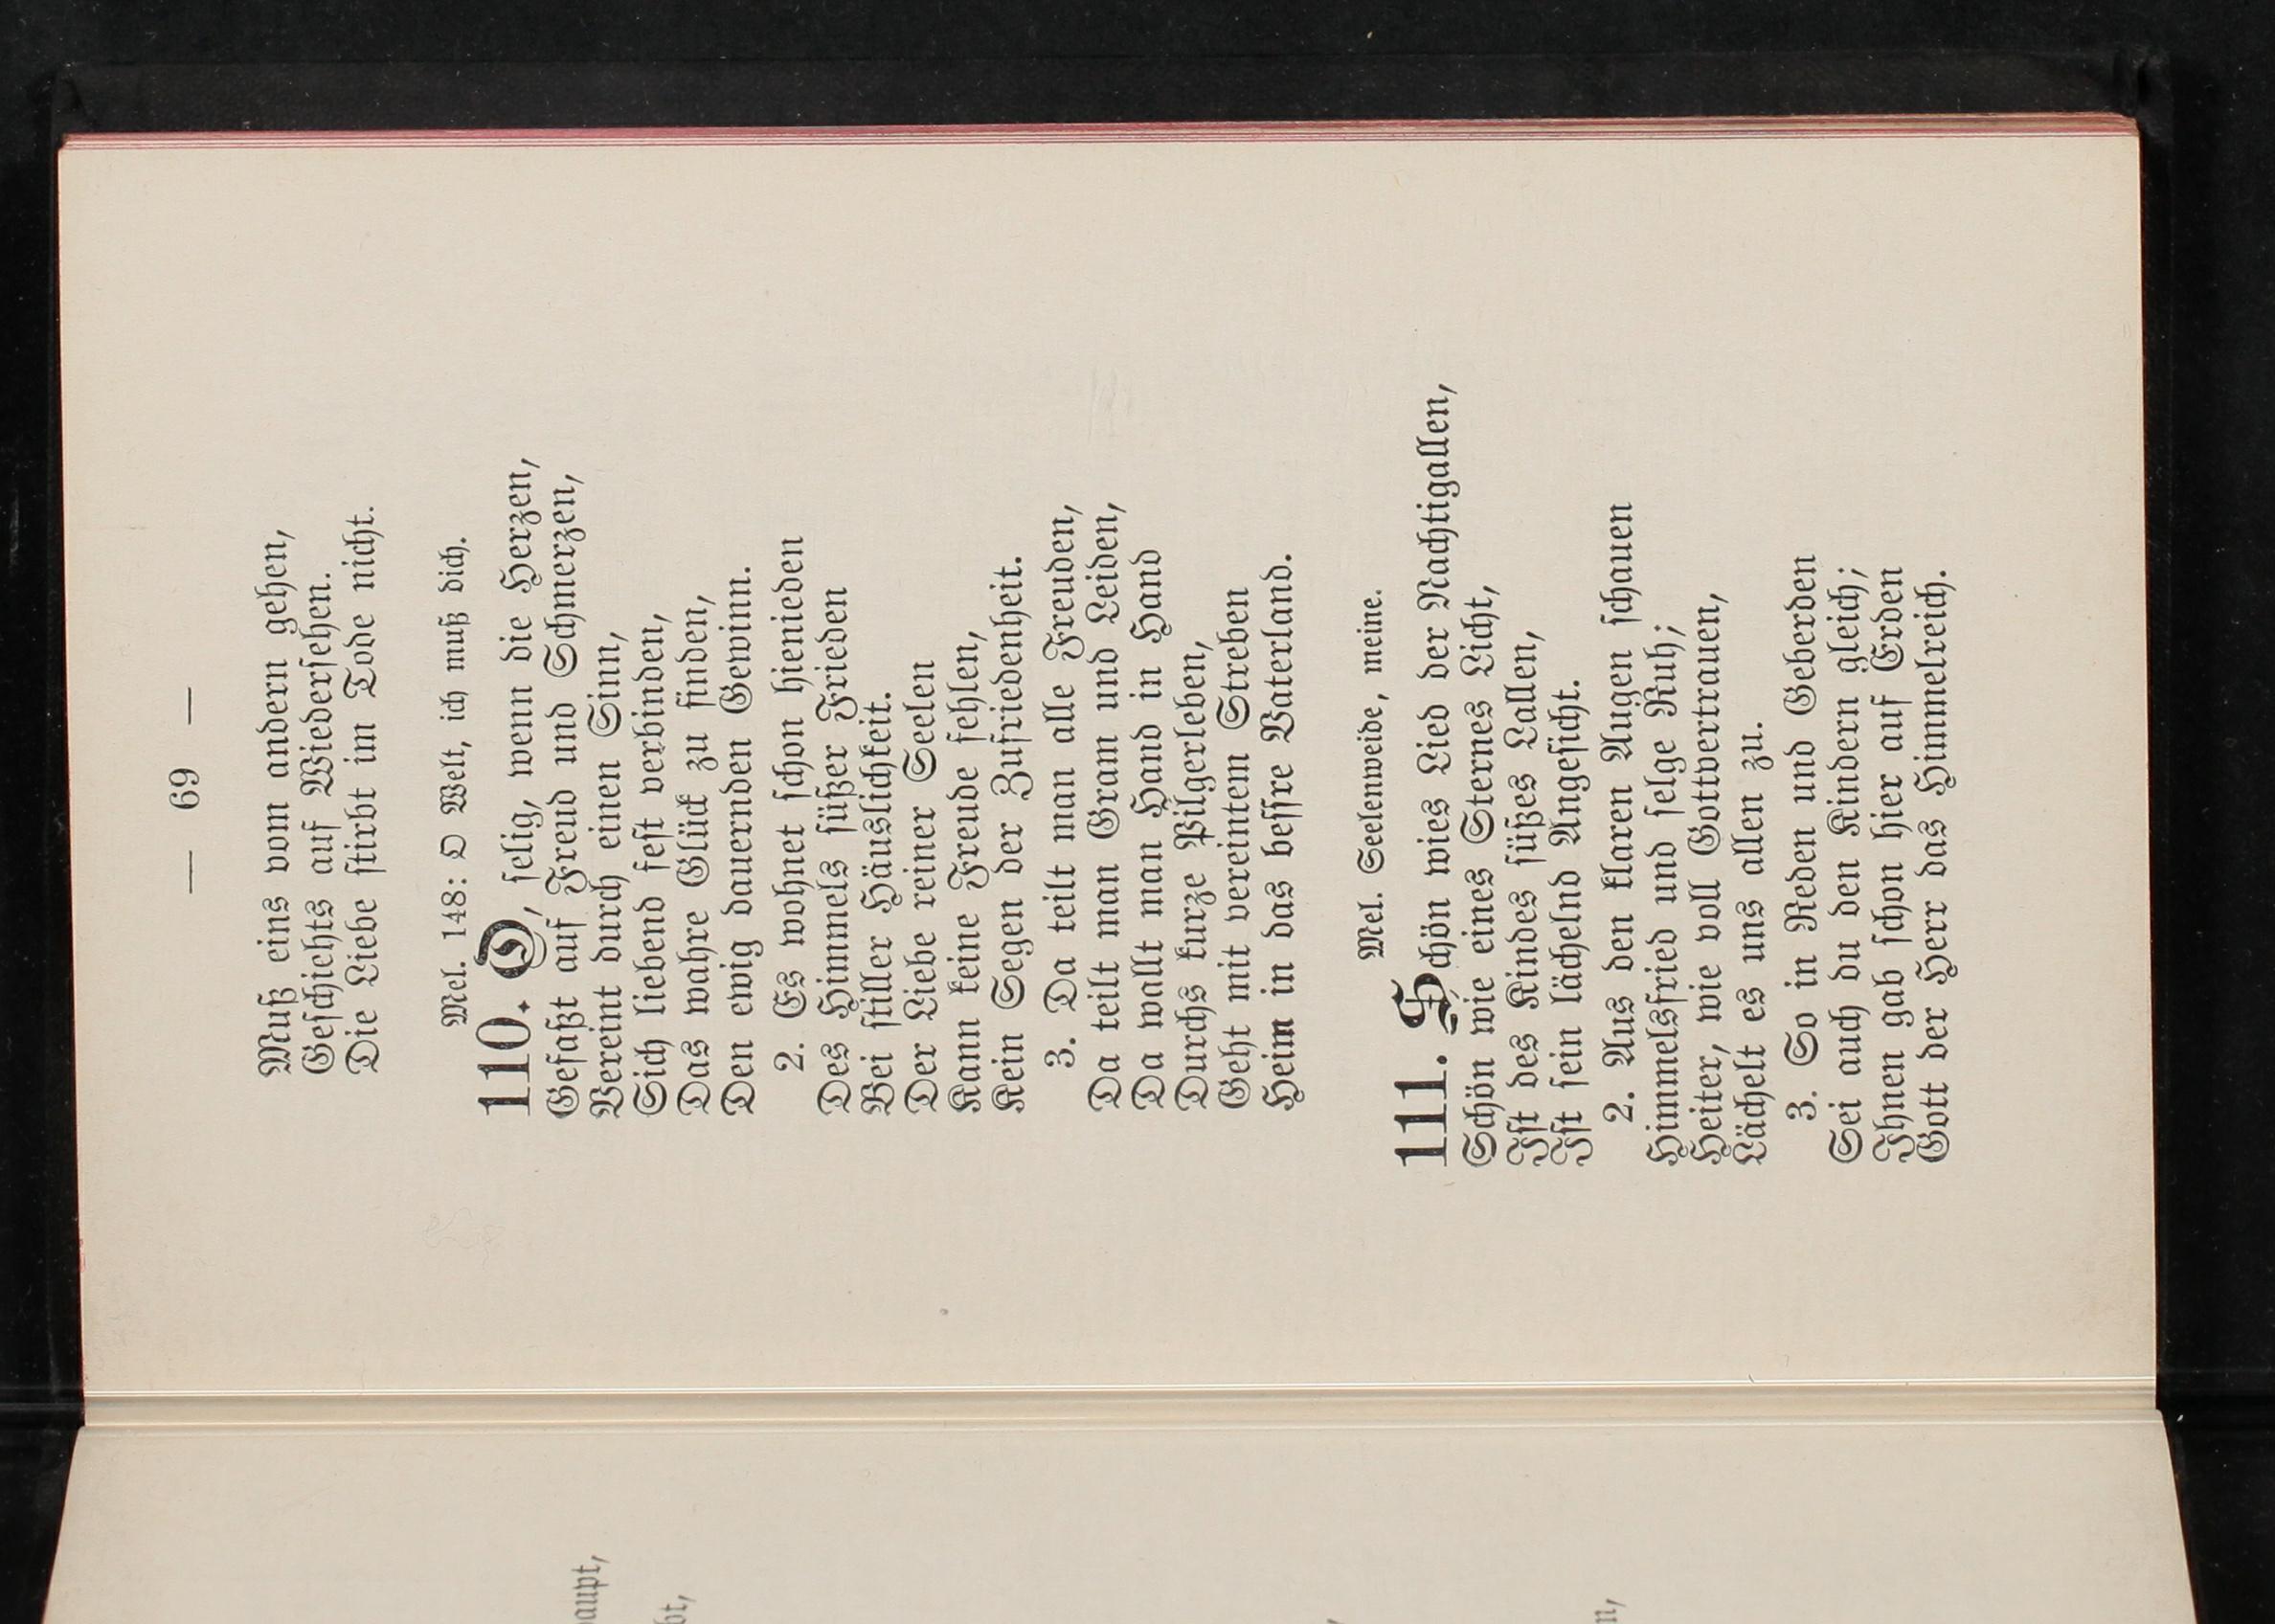 — 69 —
Muß eins vom andern gehen,
Geschiehts auf Wiedersehen.
Die Liebe stirbt im Tode nicht.
Mel. 148: O Welt, ich muß dich.
110. O, selig, wenn die Herzen,
Gefaßt auf Freud und Schmerzen,
Vereint durch einen Sinn,
Sich liebend fest verbinden,
Das wahre Glück zu finden,
Den ewig dauernden Gewinn.
2. Es wohnet schon hienieden
Des Himmels süßer Frieden
Bei stiller Häuslichkeit.
Der Liebe reiner Seelen
Kann keine Freude fehlen,
Kein Segen der Zufriedenheit.
3. Da teilt man alle Freuden,
Da teilt man Gram und Leiden,
Da wallt man Hand in Hand
Durchs kurze Pilgerleben,
Geht mit vereintem Streben
Heim in das bessre Vaterland.
Mel. Seelenweide, meine.
111. Schön wies Lied der Nachtigallen,
Schön wie eines Sternes Licht,
Ist des Kindes süßes Lallen,
Ist sein lächelnd Angesicht.
2. Aus den klaren Augen schauen
Himmelsfried und selge Ruh;
Heiter, wie voll Gottvertrauen,
Lächelt es uns allen zu.
3. So in Reden und Geberden
Sei auch du den Kindern gleich;
Ihnen gab schon hier auf Erden
Gott der Herr das Himmelreich.